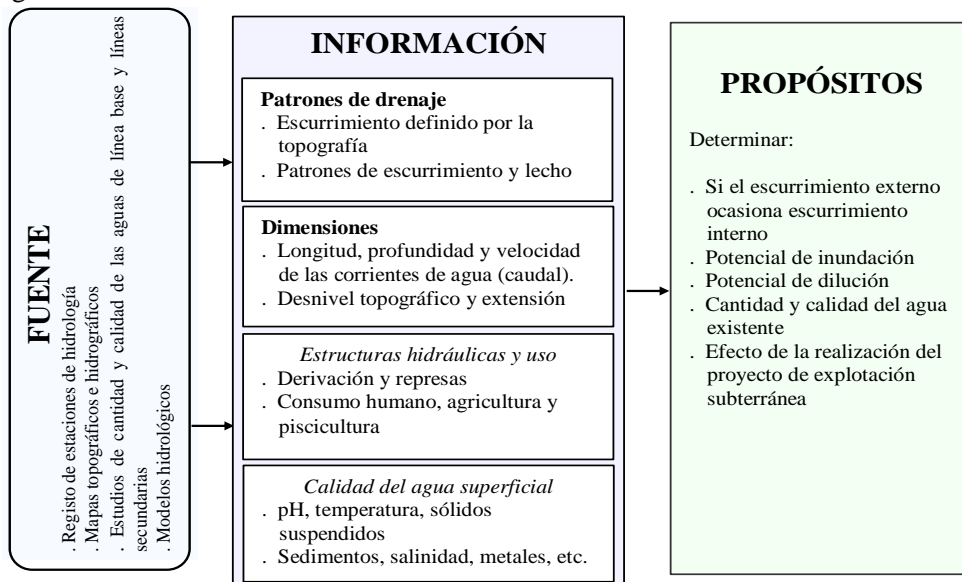 FUENTE
. Registo de estaciones de hidrología
. Mapas topográficos e hidrográficos
. Estudios de cantidad y calidad de las aguas de línea base y líneas
secundarias
. Modelos hidrológicos
INFORMACIÓN
Patrones de drenaje
. Escurrimiento definido por la
topografía
. Patrones de escurrimiento y lecho
Dimensiones
. Longitud, profundidad y velocidad
de las corrientes de agua (caudal).
. Desnivel topográfico y extensión
Estructuras hidráulicas y uso
. Derivación y represas
. Consumo humano, agricultura y
piscicultura
Calidad del agua superficial
. pH, temperatura, sólidos
suspendidos
. Sedimentos, salinidad, metales, etc.
PROPÓSITOS
Determinar:
. Si el escurrimiento externo
ocasiona escurrimiento
interno
. Potencial de inundación
. Potencial de dilución
. Cantidad y calidad del agua
existente
. Efecto de la realización del
proyecto de explotación
subterránea